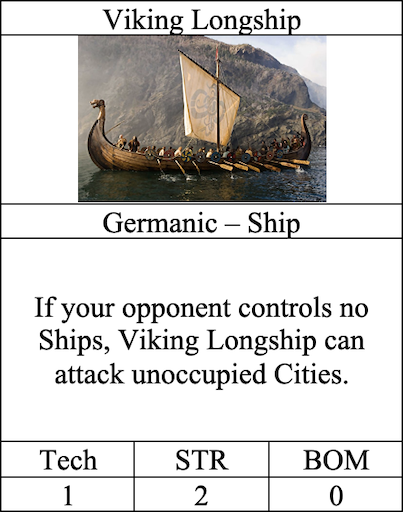 Viking Longship
Germanic – Ship
If your opponent controls no
Ships, Viking Longship can
attack unoccupied Cities.
Tech STR BOM
1 2 0